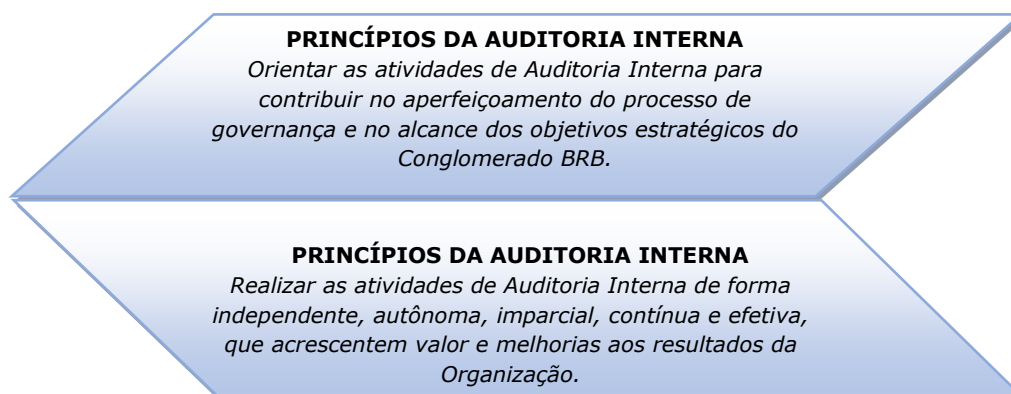 PRINCÍPIOS DA AUDITORIA INTERNA
Orientar as atividades de Auditoria Interna para
contribuir no aperfeiçoamento do processo de
governança e no alcance dos objetivos estratégicos do
Conglomerado BRB.
PRINCÍPIOS DA AUDITORIA INTERNA
Realizar as atividades de Auditoria Interna de forma
independente, autônoma, imparcial, contínua e efetiva,
que acrescentem valor e melhorias aos resultados da
Organização.